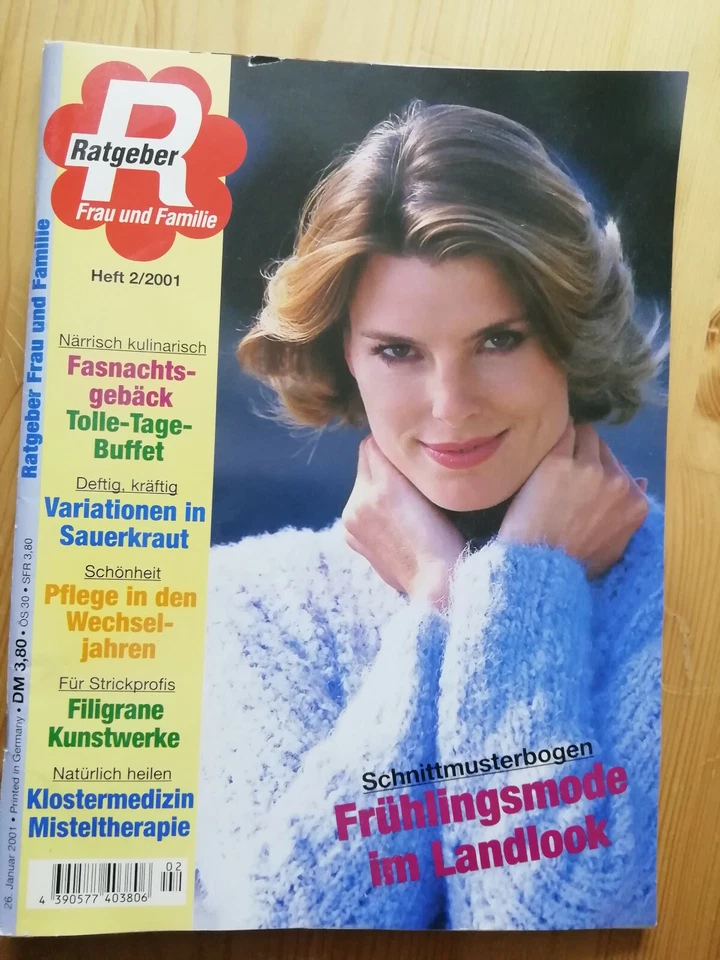 R
Ratgeber
Frau und Familie
Heft 2/2001
Närrisch kulinarisch
Fasnachts-
gebäck
Tolle-Tage-
Buffet
Deftig, kräftig
Variationen in
Sauerkraut
Schönheit
Pflege in den
Wechsel-
jahren
Für Strickprofis
Filigrane
Kunstwerke
Natürlich heilen
Klostermedizin
Misteltherapie
02
4 390577 403806
Schnittmusterbogen
Frühlingsmode
im Landlook
26. Januar 2001 • Printed in Germany • DM 3,80 • ÖS 30 • SFR 3,80
Ratgeber Frau und Familie